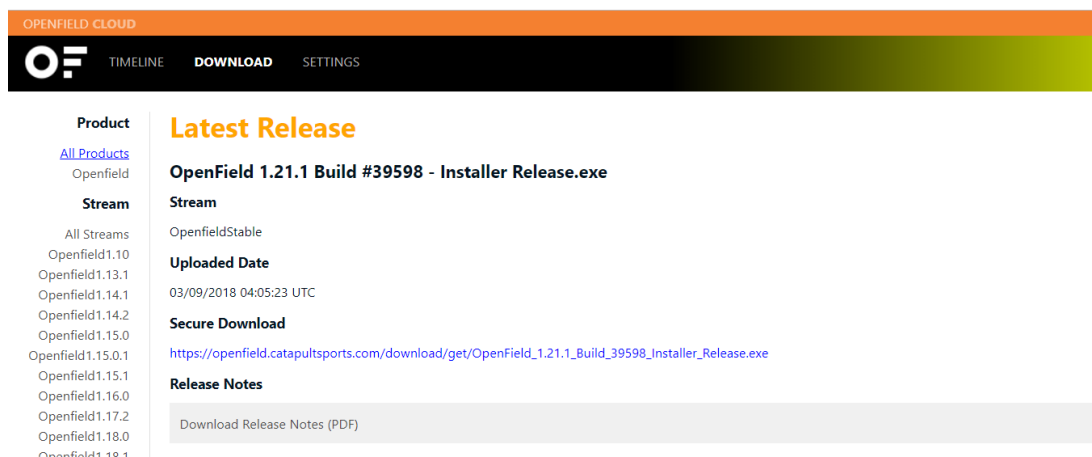 OPENFIELD CLOUD
OF TIMELINE DOWNLOAD SETTINGS
Product
All Products
Openfield
Stream
All Streams
Openfield1.10
Openfield1.13.1
Openfield1.14.1
Openfield1.14.2
Openfield1.15.0
Openfield1.15.0.1
Openfield1.15.1
Openfield1.16.0
Openfield1.17.2
Openfield1.18.0
Openfield1.18.1
Latest Release
OpenField 1.21.1 Build #39598 - Installer Release.exe
Stream
OpenfieldStable
Uploaded Date
03/09/2018 04:05:23 UTC
Secure Download
https://openfield.catapultsports.com/download/get/OpenField_1.21.1_Build_39598_Installer_Release.exe
Release Notes
Download Release Notes (PDF)